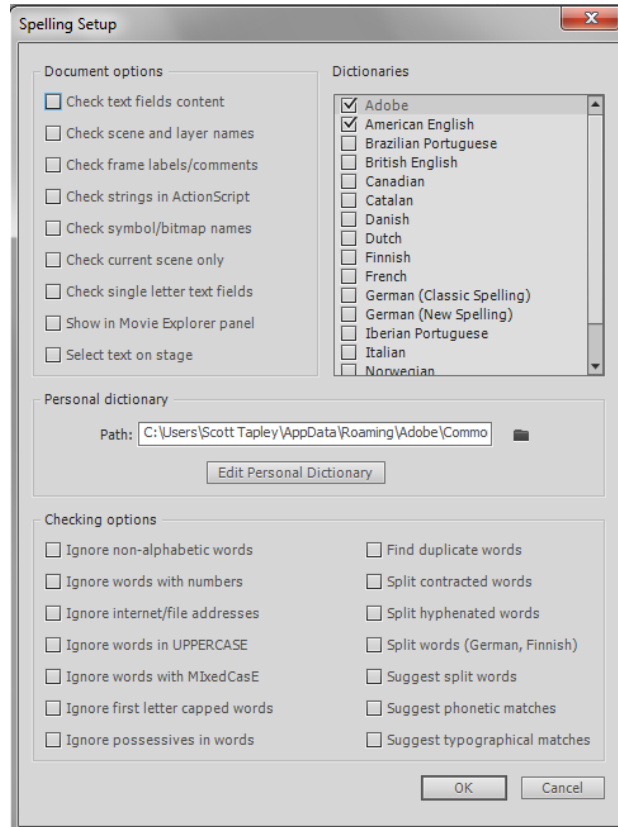 Spelling Setup
Document options
Check text fields content
Check scene and layer names
Check frame labels/comments
Check strings in ActionScript
Check symbol/bitmap names
Check current scene only
Check single letter text fields
Show in Movie Explorer panel
Select text on stage
Dictionaries
Adobe
American English
Brazilian Portuguese
British English
Canadian
Catalan
Danish
Dutch
Finnish
French
German (Classic Spelling)
German (New Spelling)
Iberian Portuguese
Italian
Norwegian
Personal dictionary
Path: C:\Users\Scott Tapley\AppData\Roaming\Adobe\Commo
Edit Personal Dictionary
Checking options
Ignore non-alphabetic words
Ignore words with numbers
Ignore internet/file addresses
Ignore words in UPPERCASE
Ignore words with MIxedCasE
Ignore first letter capped words
Ignore possessives in words
Find duplicate words
Split contracted words
Split hyphenated words
Split words (German, Finnish)
Suggest split words
Suggest phonetic matches
Suggest typographical matches
OK
Cancel